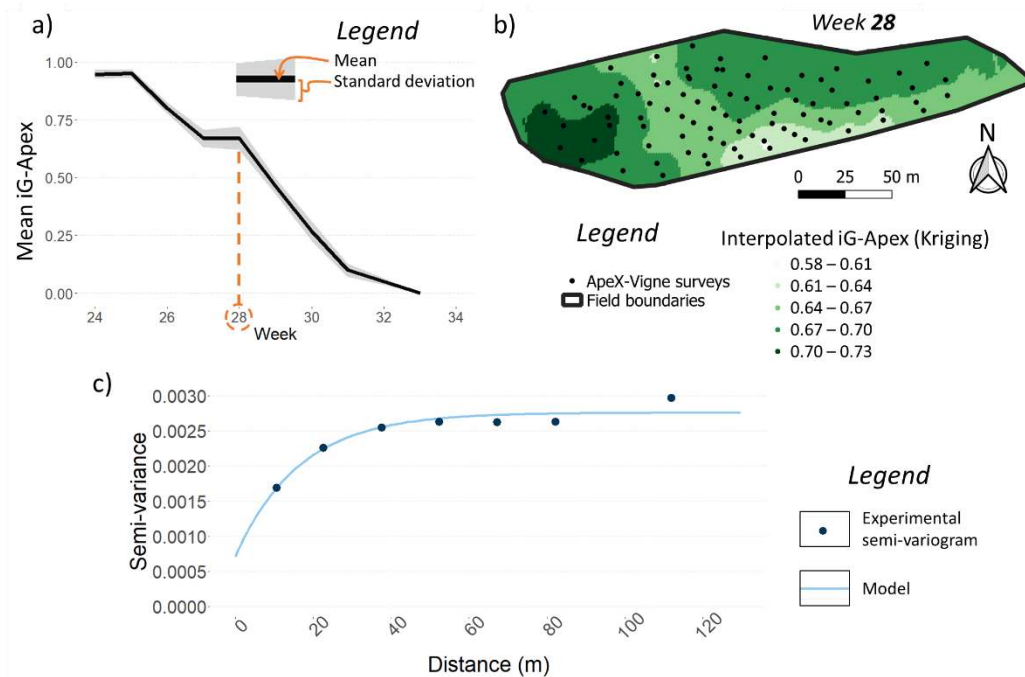 a)
Legend
Mean
Standard deviation
Mean iG-Apex
1.00
0.75
0.50
0.25
0.00
24
26
28
30
32
34
Week
b)
Week 28
N
0 25 50 m
Legend
ApeX-Vigne surveys
Field boundaries
Interpolated iG-Apex (Kriging)
0.58 – 0.61
0.61 – 0.64
0.64 – 0.67
0.67 – 0.70
0.70 – 0.73
c)
Semi-variance
0.0030
0.0025
0.0020
0.0015
0.0010
0.0005
0.0000
0
20
40
60
80
100
120
Distance (m)
Legend
Experimental
semi-variogram
Model